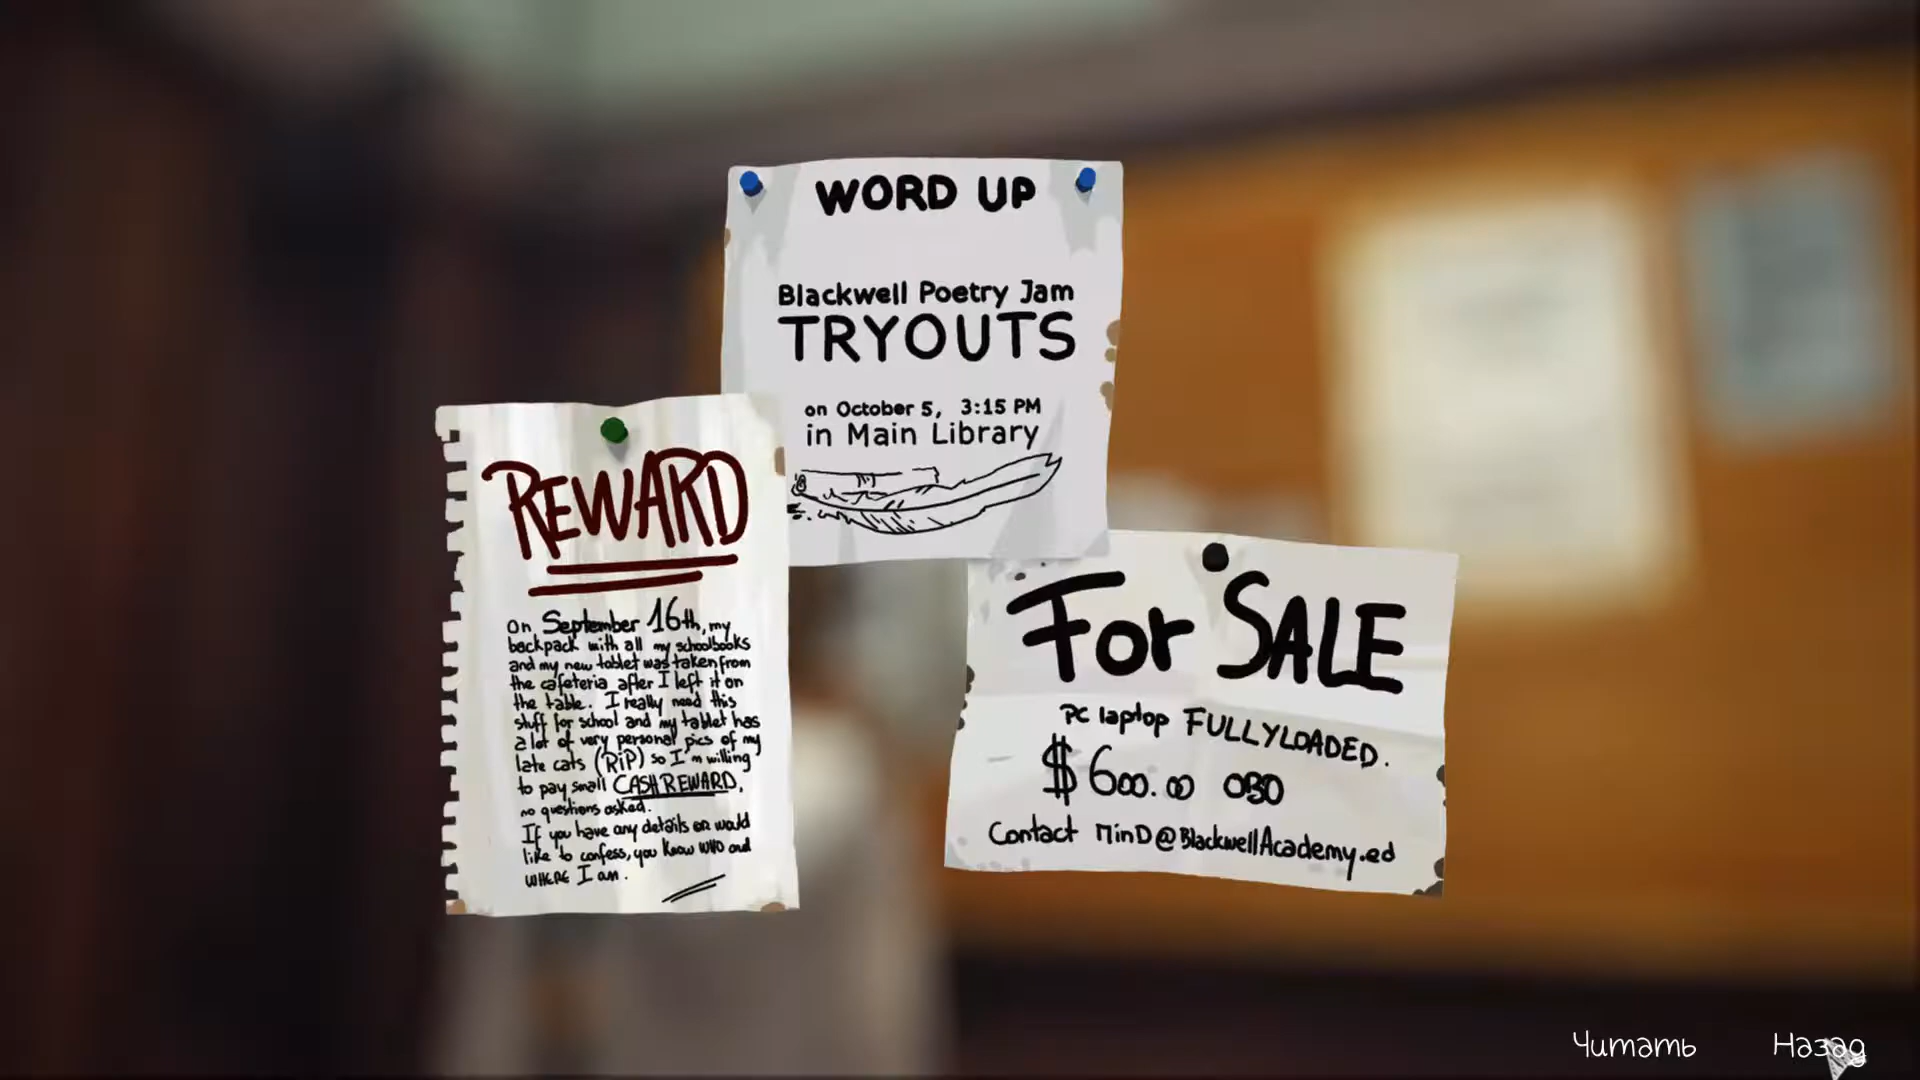 WORD UP
Blackwell Poetry Jam
TRYOUTS
on October 5, 3:15 PM
in Main Library
REWARD
On September 16th, my
backpack with all my schoolbooks
and my new tablet was taken from
the cafeteria after I left it on
the table. I really need this
stuff for school and my tablet has
a lot of very personal pics of my
late cats (RiP) so I'm willing
to pay small CASH REWARD,
no questions asked.
If you have any details or would
like to confess, you know WHO and
WHERE I am.
For SALE
PC laptop FULLYLOADED.
$600.00 OBO
Contact MinD@BlackwellAcademy.ed
Читать Назад